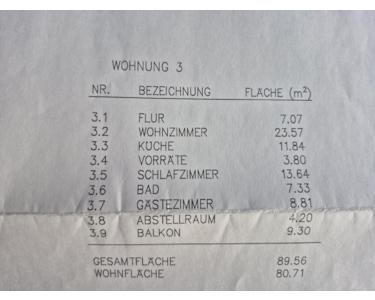 WOHNUNG 3
NR. BEZEICHNUNG FLÄCHE (m²)
3.1 FLUR 7.07
3.2 WOHNZIMMER 23.57
3.3 KÜCHE 11.84
3.4 VORRÄTE 3.80
3.5 SCHLAFZIMMER 13.64
3.6 BAD 7.33
3.7 GÄSTEZIMMER 8.81
3.8 ABSTELLRAUM 4.20
3.9 BALKON 9.30
GESAMTFLÄCHE 89.56
WOHNFLÄCHE 80.71